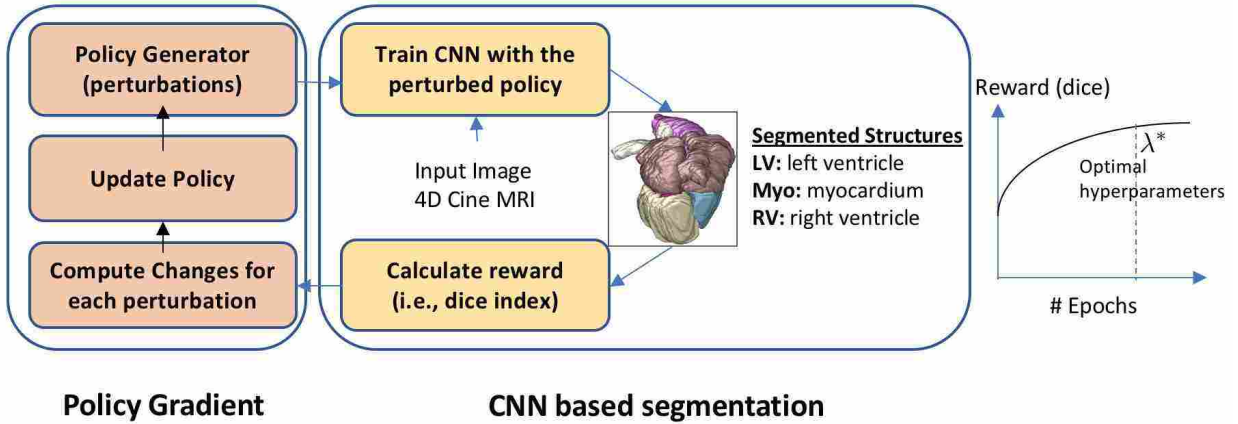 Policy Generator
(perturbations)
Update Policy
Compute Changes for
each perturbation
Policy Gradient
Train CNN with the
perturbed policy
Input Image
4D Cine MRI
Calculate reward
(i.e., dice index)
Segmented Structures
LV: left ventricle
Myo: myocardium
RV: right ventricle
CNN based segmentation
Reward (dice)
λ*
Optimal
hyperparameters
# Epochs